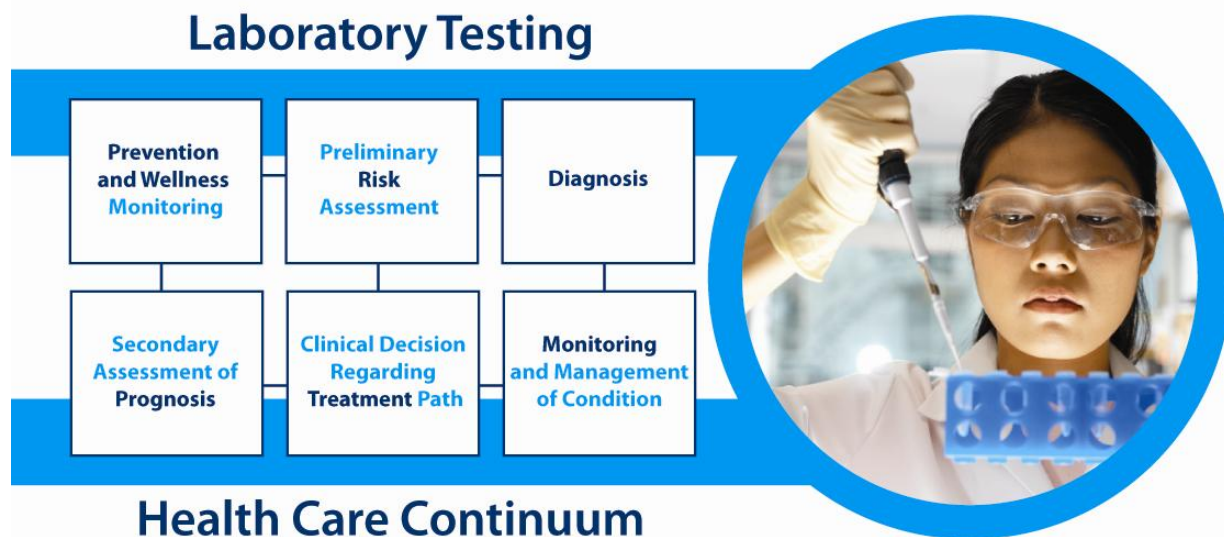 Laboratory Testing
Prevention
and Wellness
Monitoring
Preliminary
Risk
Assessment
Diagnosis
Secondary
Assessment of
Prognosis
Clinical Decision
Regarding
Treatment Path
Monitoring
and Management
of Condition
Health Care Continuum